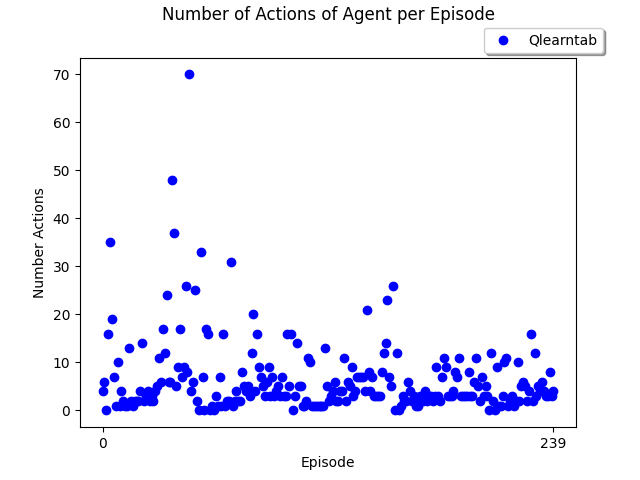 Number of Actions of Agent per Episode
Qlearntab
70
60
50
40
30
20
10
0
Number Actions
0 239
Episode